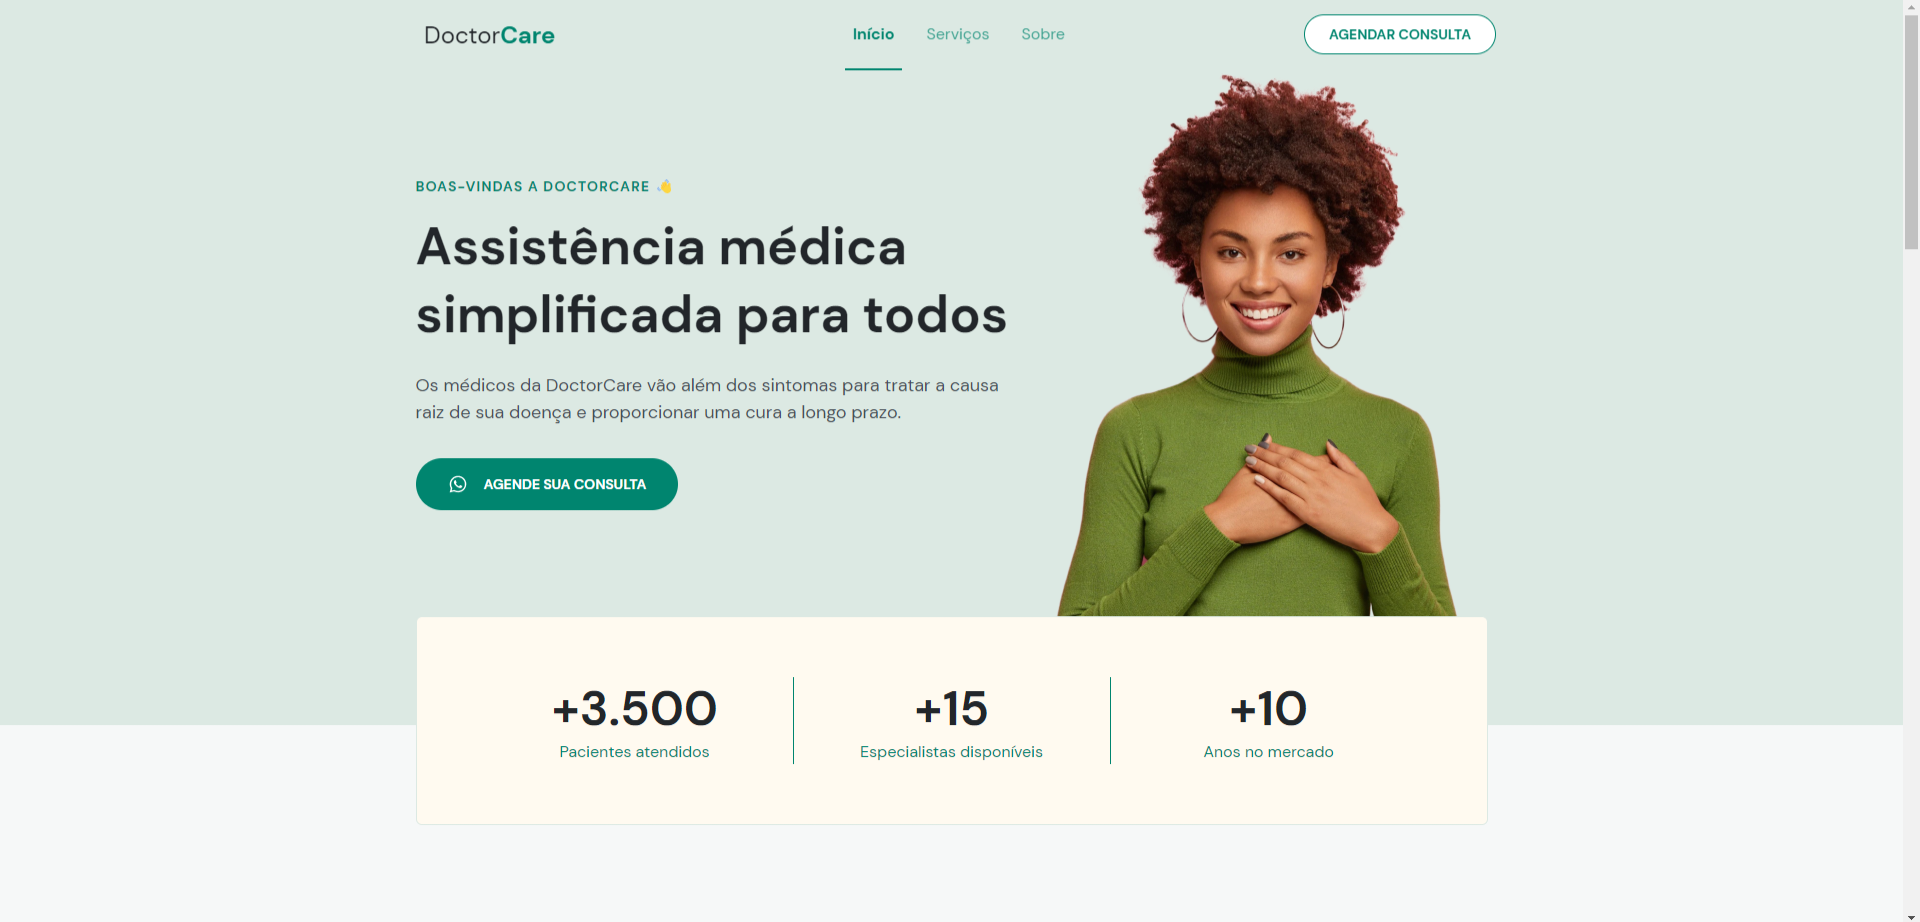 DoctorCare
Início
Serviços
Sobre
AGENDAR CONSULTA
BOAS-VINDAS A DOCTORCARE 👋
Assistência médica
simplificada para todos
Os médicos da DoctorCare vão além dos sintomas para tratar a causa
raiz de sua doença e proporcionar uma cura a longo prazo.
AGENDE SUA CONSULTA
+3.500
Pacientes atendidos
+15
Especialistas disponíveis
+10
Anos no mercado